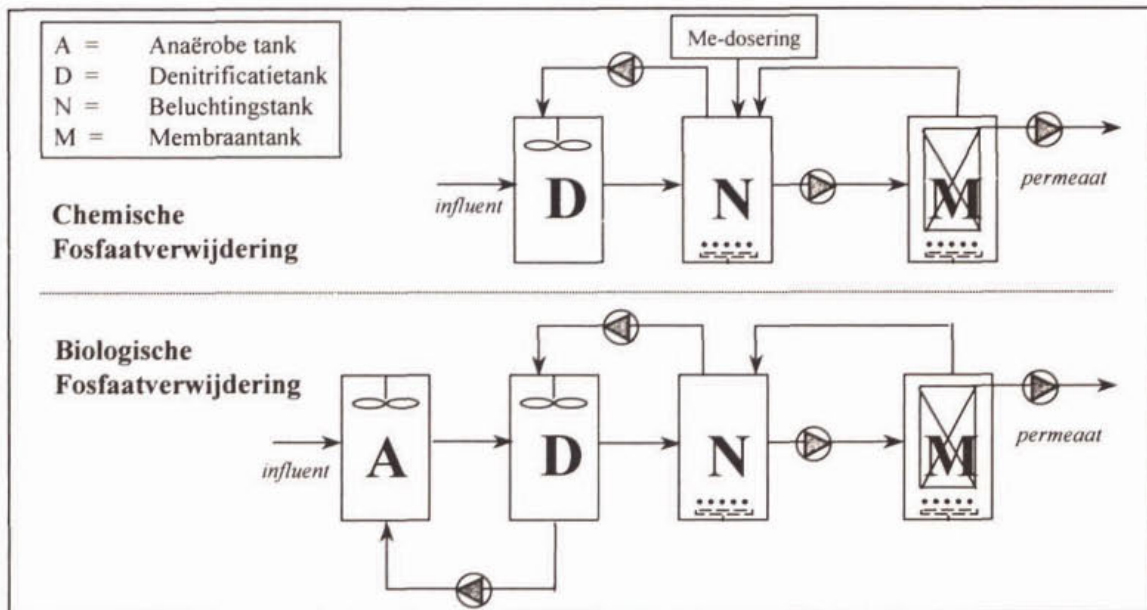 A = Anaërobe tank
D = Denitrificatietank
N = Beluchtingstank
M = Membraantank
Me-dosering
Chemische
Fosfaatverwijdering
influent
D
N
M
permeaat
Biologische
Fosfaatverwijdering
influent
A
D
N
M
permeaat